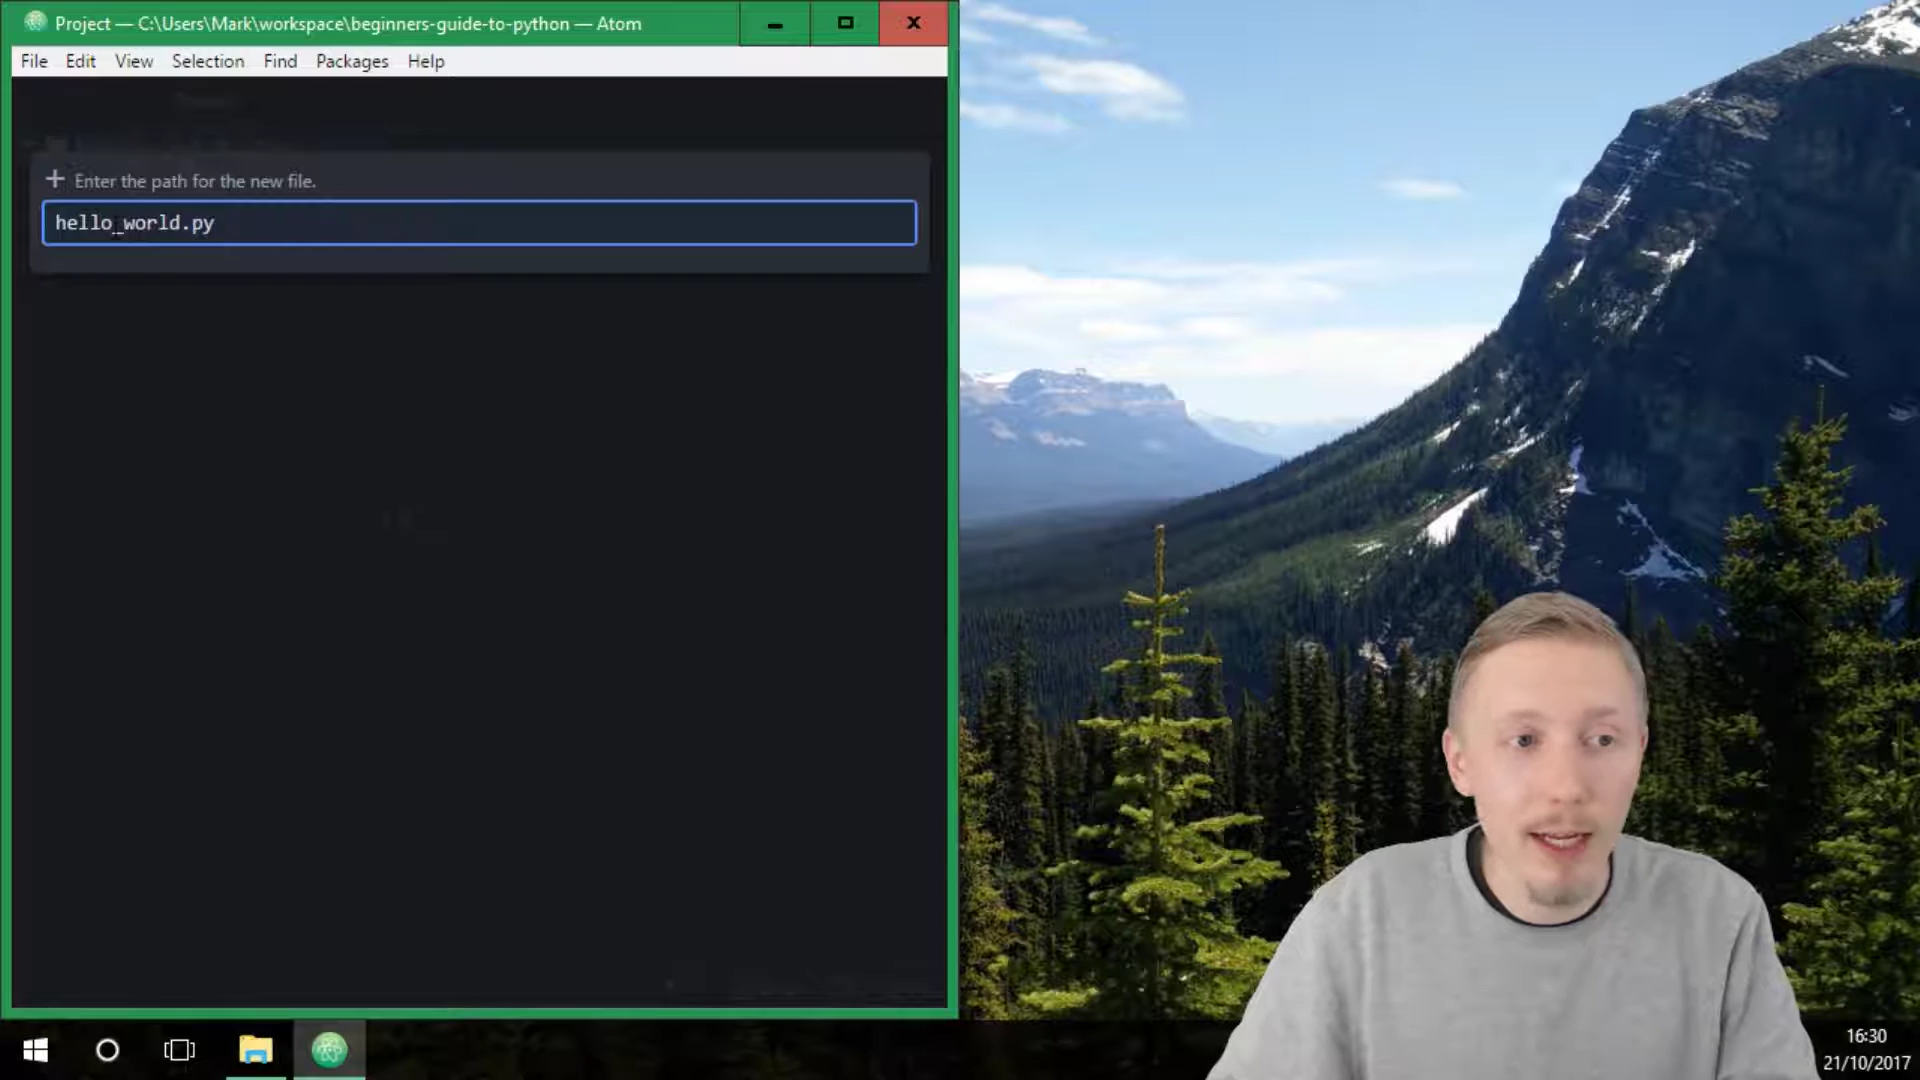 Project — C:\Users\Mark\workspace\beginners-guide-to-python — Atom
File Edit View Selection Find Packages Help
Enter the path for the new file.
hello_world.py
16:30
21/10/2017